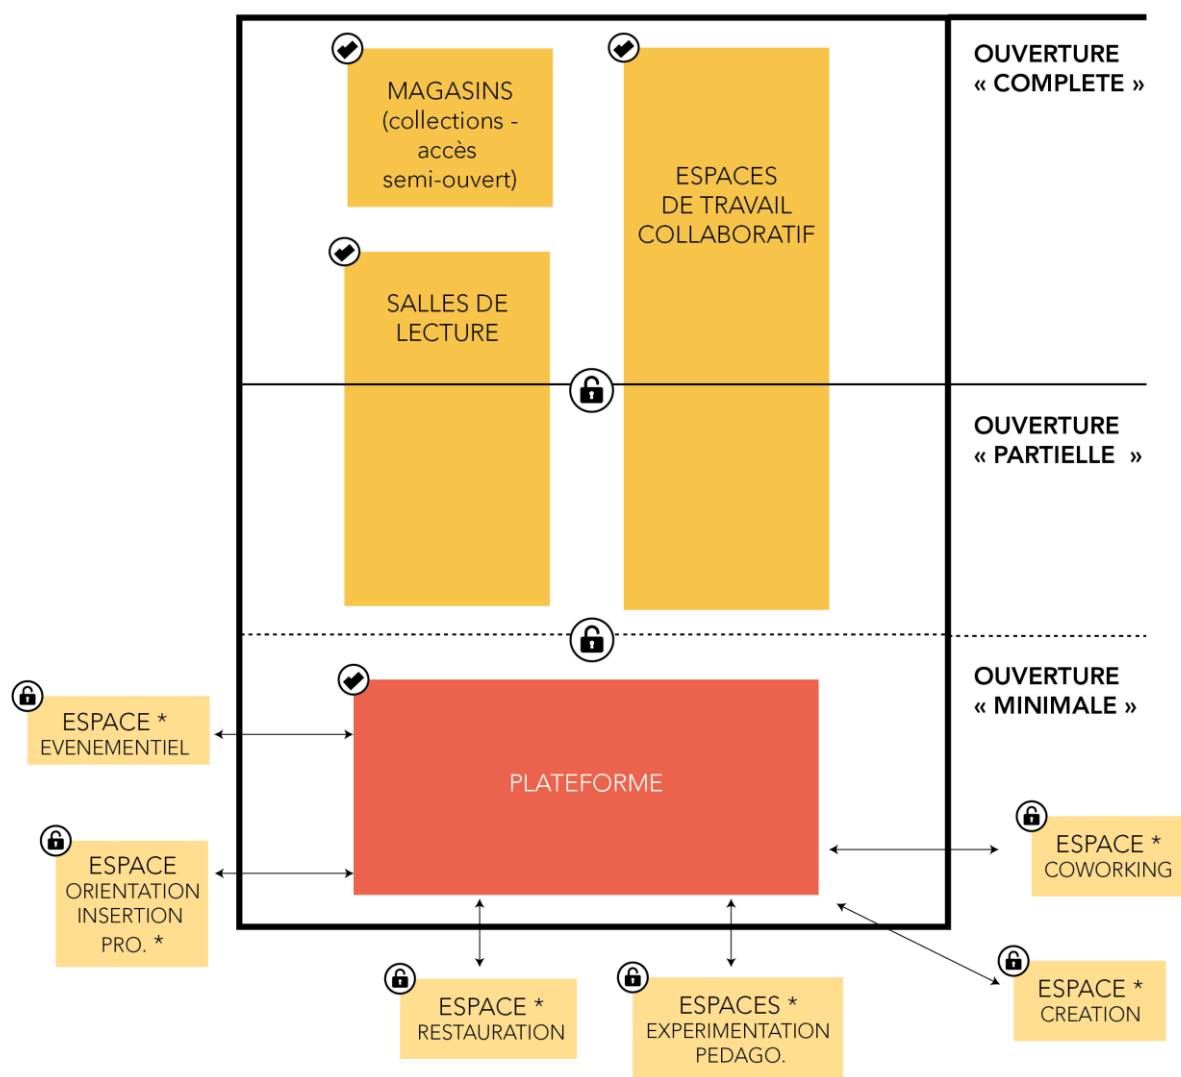 MAGASINS
(collections -
accès
semi-ouvert)
ESPACES
DE TRAVAIL
COLLABORATIF
OUVERTURE
« COMPLETE »
SALLES DE
LECTURE
OUVERTURE
« PARTIELLE »
OUVERTURE
« MINIMALE »
PLATEFORME
ESPACE *
EVENEMENTIEL
ESPACE
ORIENTATION
INSERTION
PRO. *
ESPACE *
RESTAURATION
ESPACES *
EXPERIMENTATION
PEDAGO.
ESPACE *
COWORKING
ESPACE *
CREATION